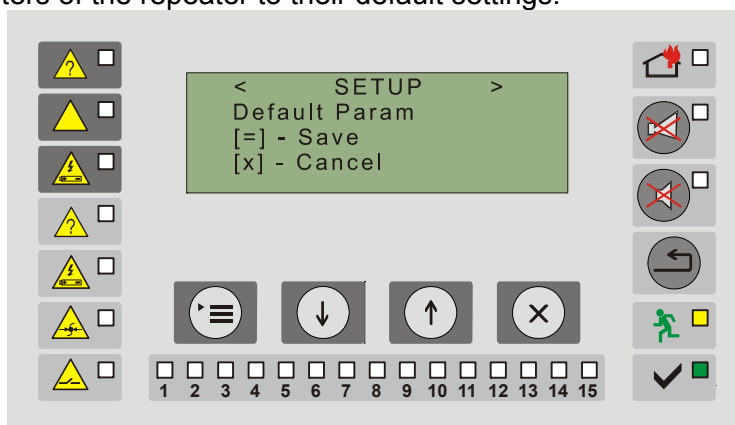 ters of the repeater to their default settings.
< SETUP >
Default Param
[=] - Save
[x] - Cancel
?
?
1 2 3 4 5 6 7 8 9 10 11 12 13 14 15